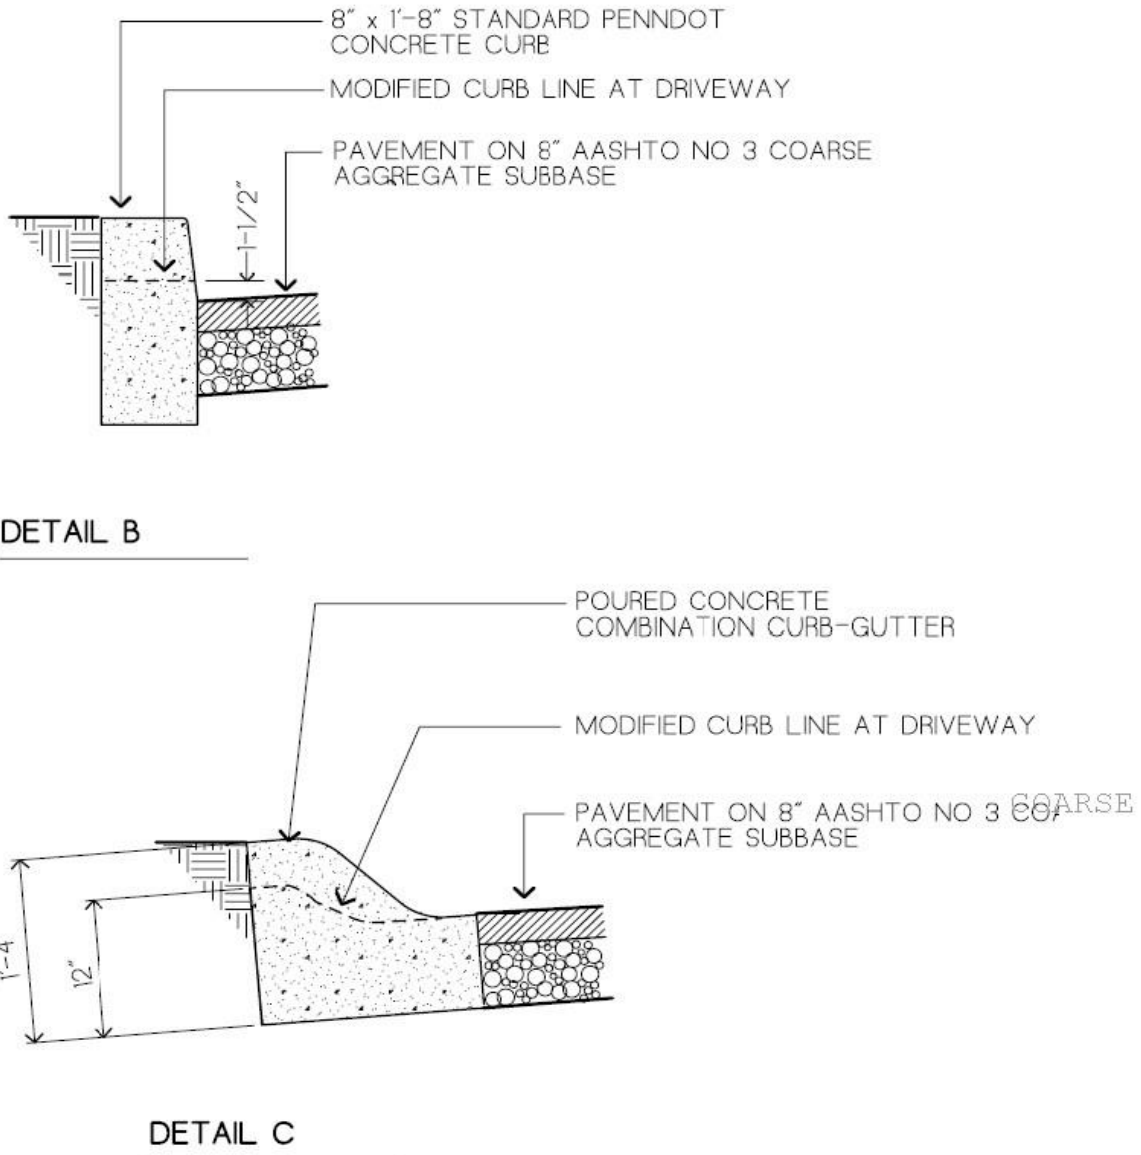 8" x 1'-8" STANDARD PENNDOT
CONCRETE CURB
MODIFIED CURB LINE AT DRIVEWAY
PAVEMENT ON 8" AASHTO NO 3 COARSE
AGGREGATE SUBBASE
1-1/2"
DETAIL B
POURED CONCRETE
COMBINATION CURB-GUTTER
MODIFIED CURB LINE AT DRIVEWAY
PAVEMENT ON 8" AASHTO NO 3 COARSE
AGGREGATE SUBBASE
1'-4
12"
DETAIL C